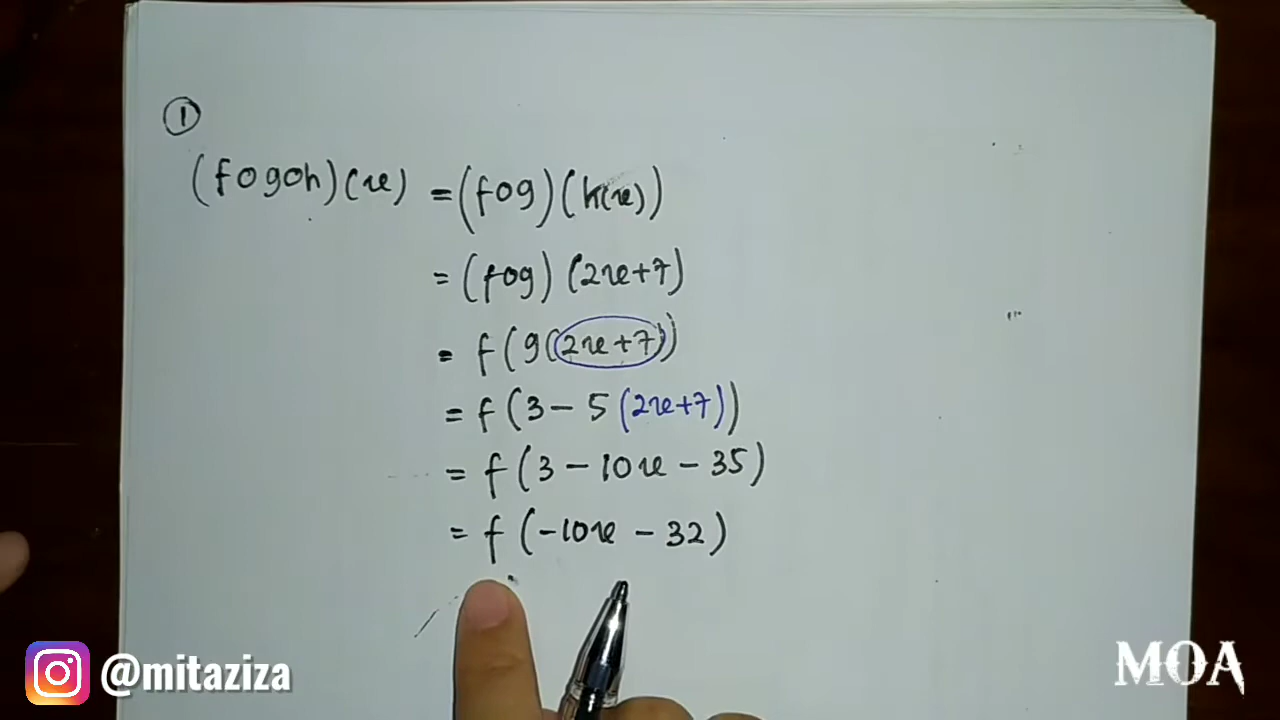 1
(fogoh)(x) = (fog)(h(x))
= (fog)(2x+7)
= f(g(2x+7))
= f(3-5(2x+7))
= f(3-10x-35)
= f(-10x-32)
@mitaziza
MOA